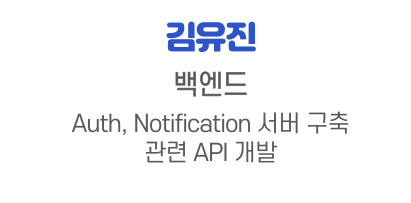 김유진
백엔드
Auth, Notification 서버 구축
관련 API 개발